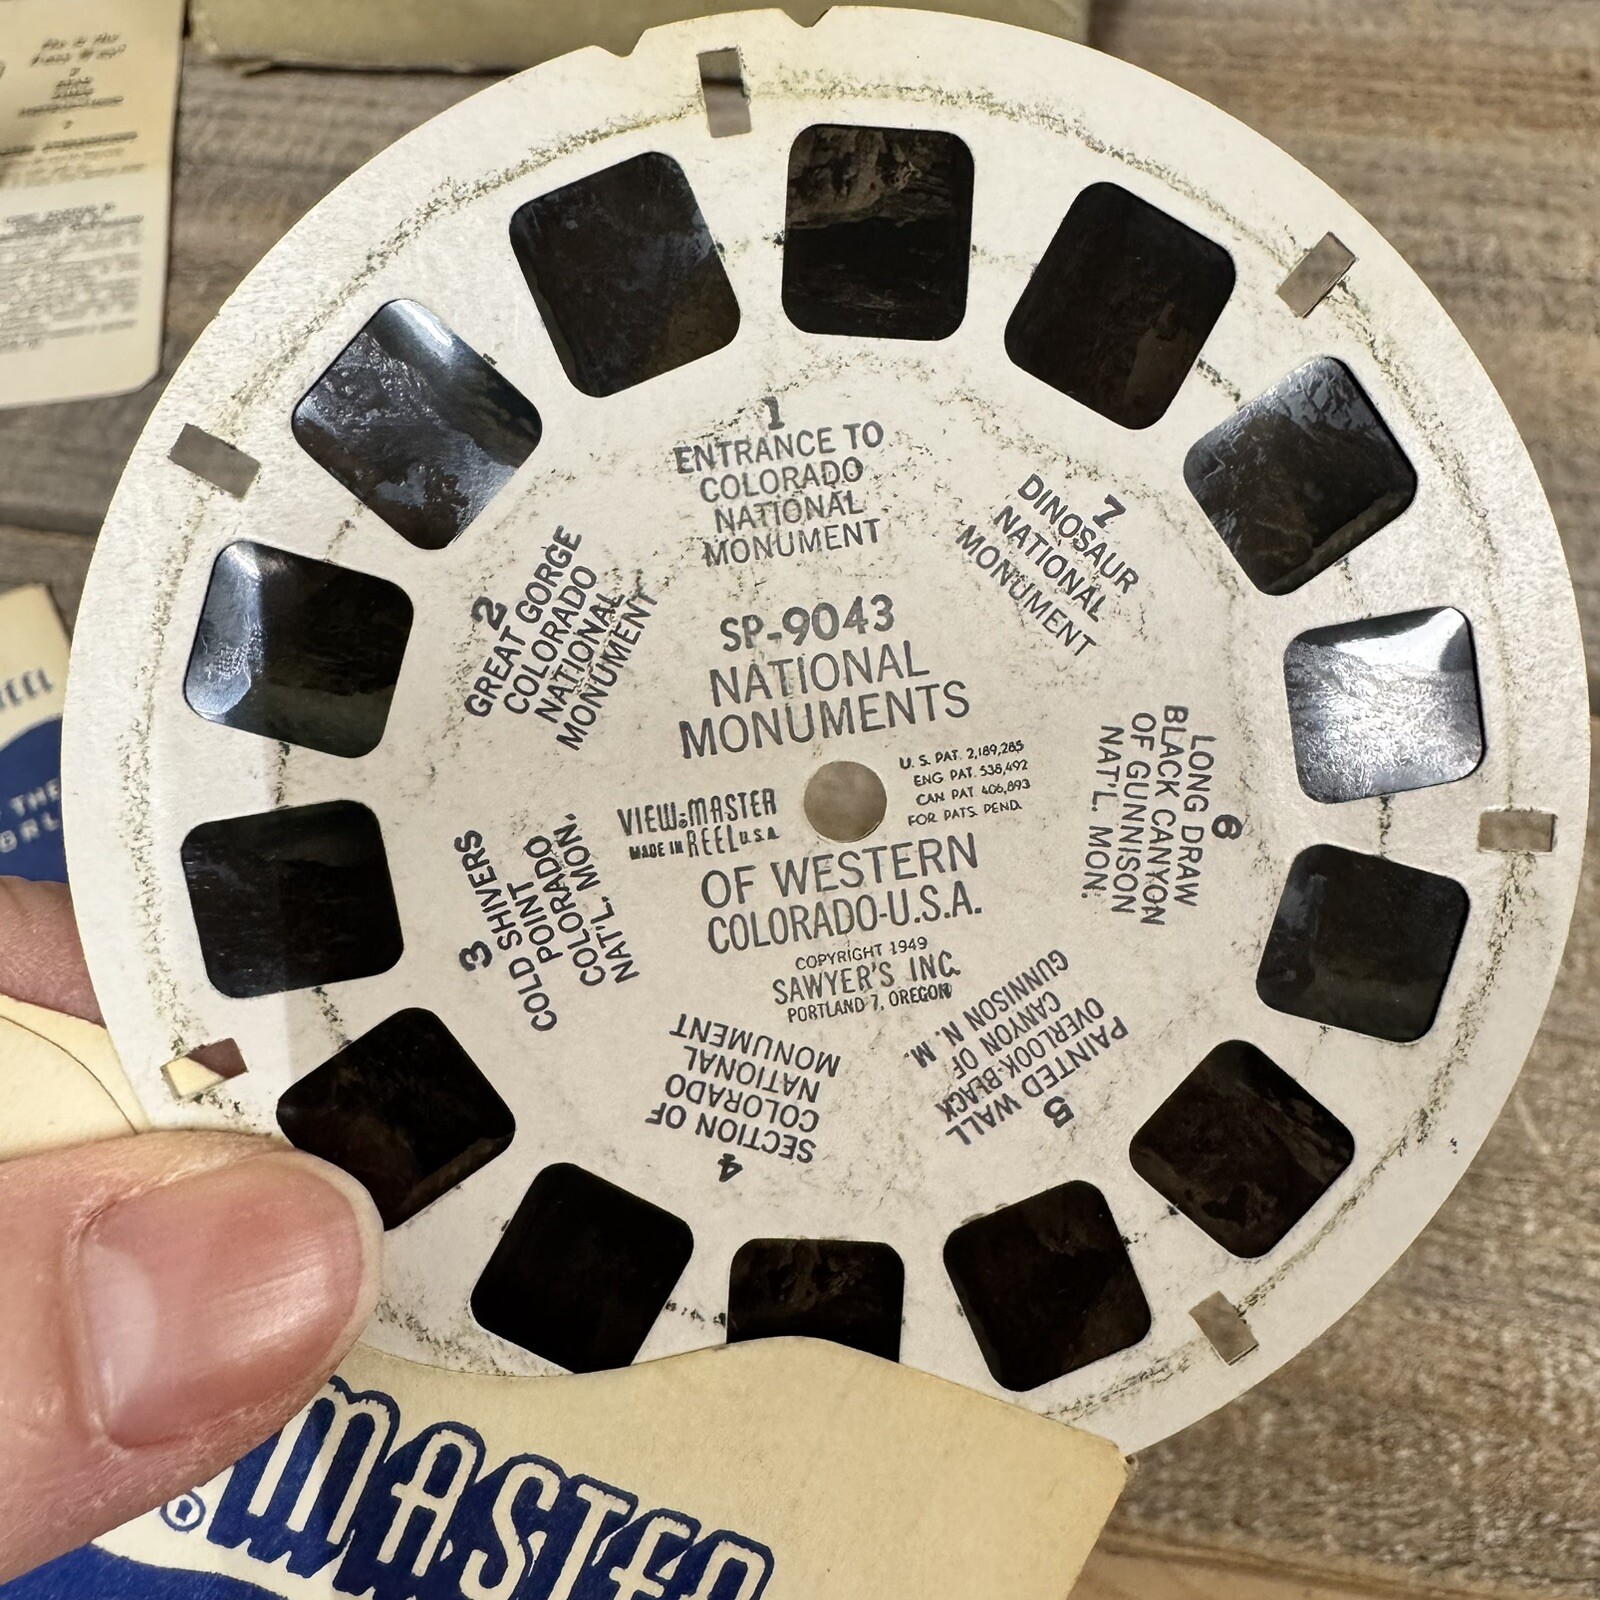 1
ENTRANCE TO
COLORADO
NATIONAL
MONUMENT
2
GREAT GORGE
COLORADO
NATIONAL
MONUMENT
3
COLD SHIVERS
POINT
COLORADO
NAT'L. MON.
4
SECTION OF
COLORADO
NATIONAL
MONUMENT
5
PAINTED WALL
OVERLOOK-BLACK
CANYON OF
GUNNISON N. M.
6
LONG DRAW
BLACK CANYON
OF GUNNISON
NAT'L. MON.
7
DINOSAUR
NATIONAL
MONUMENT
SP-9043
NATIONAL
MONUMENTS
VIEW-MASTER
MADE IN REEL U.S.A.
U. S. PAT. 2,189,285
ENG PAT. 538,492
CAN PAT. 406,893
FOR PATS. PEND.
OF WESTERN
COLORADO-U.S.A.
COPYRIGHT 1949
SAWYER'S INC.
PORTLAND 7, OREGON
® MASTER
REEL
THE